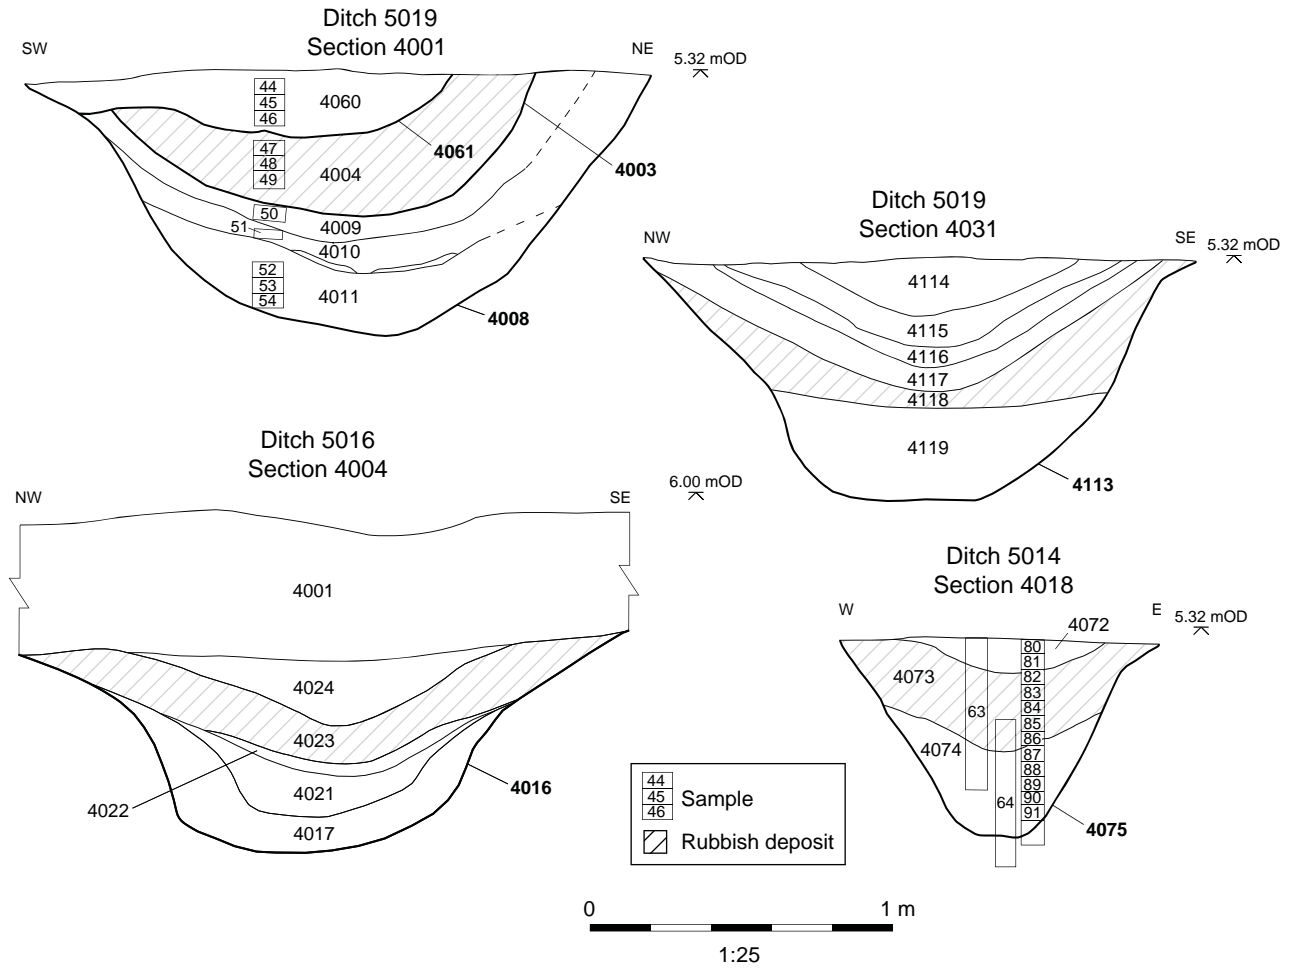 Ditch 5019
Section 4001
SW
NE
5.32 mOD
44
45
46
4060
47
48
49
4004
4061
4003
50
51
4009
4010
52
53
54
4011
4008
Ditch 5019
Section 4031
NW
SE
5.32 mOD
4114
4115
4116
4117
4118
4119
4113
Ditch 5016
Section 4004
NW
SE
6.00 mOD
4001
4024
4023
4022
4021
4017
4016
Ditch 5014
Section 4018
W
E
5.32 mOD
4072
4073
4074
63
64
80
81
82
83
84
85
86
87
88
89
90
91
4075
44
45
46
Sample
Rubbish deposit
0
1 m
1:25